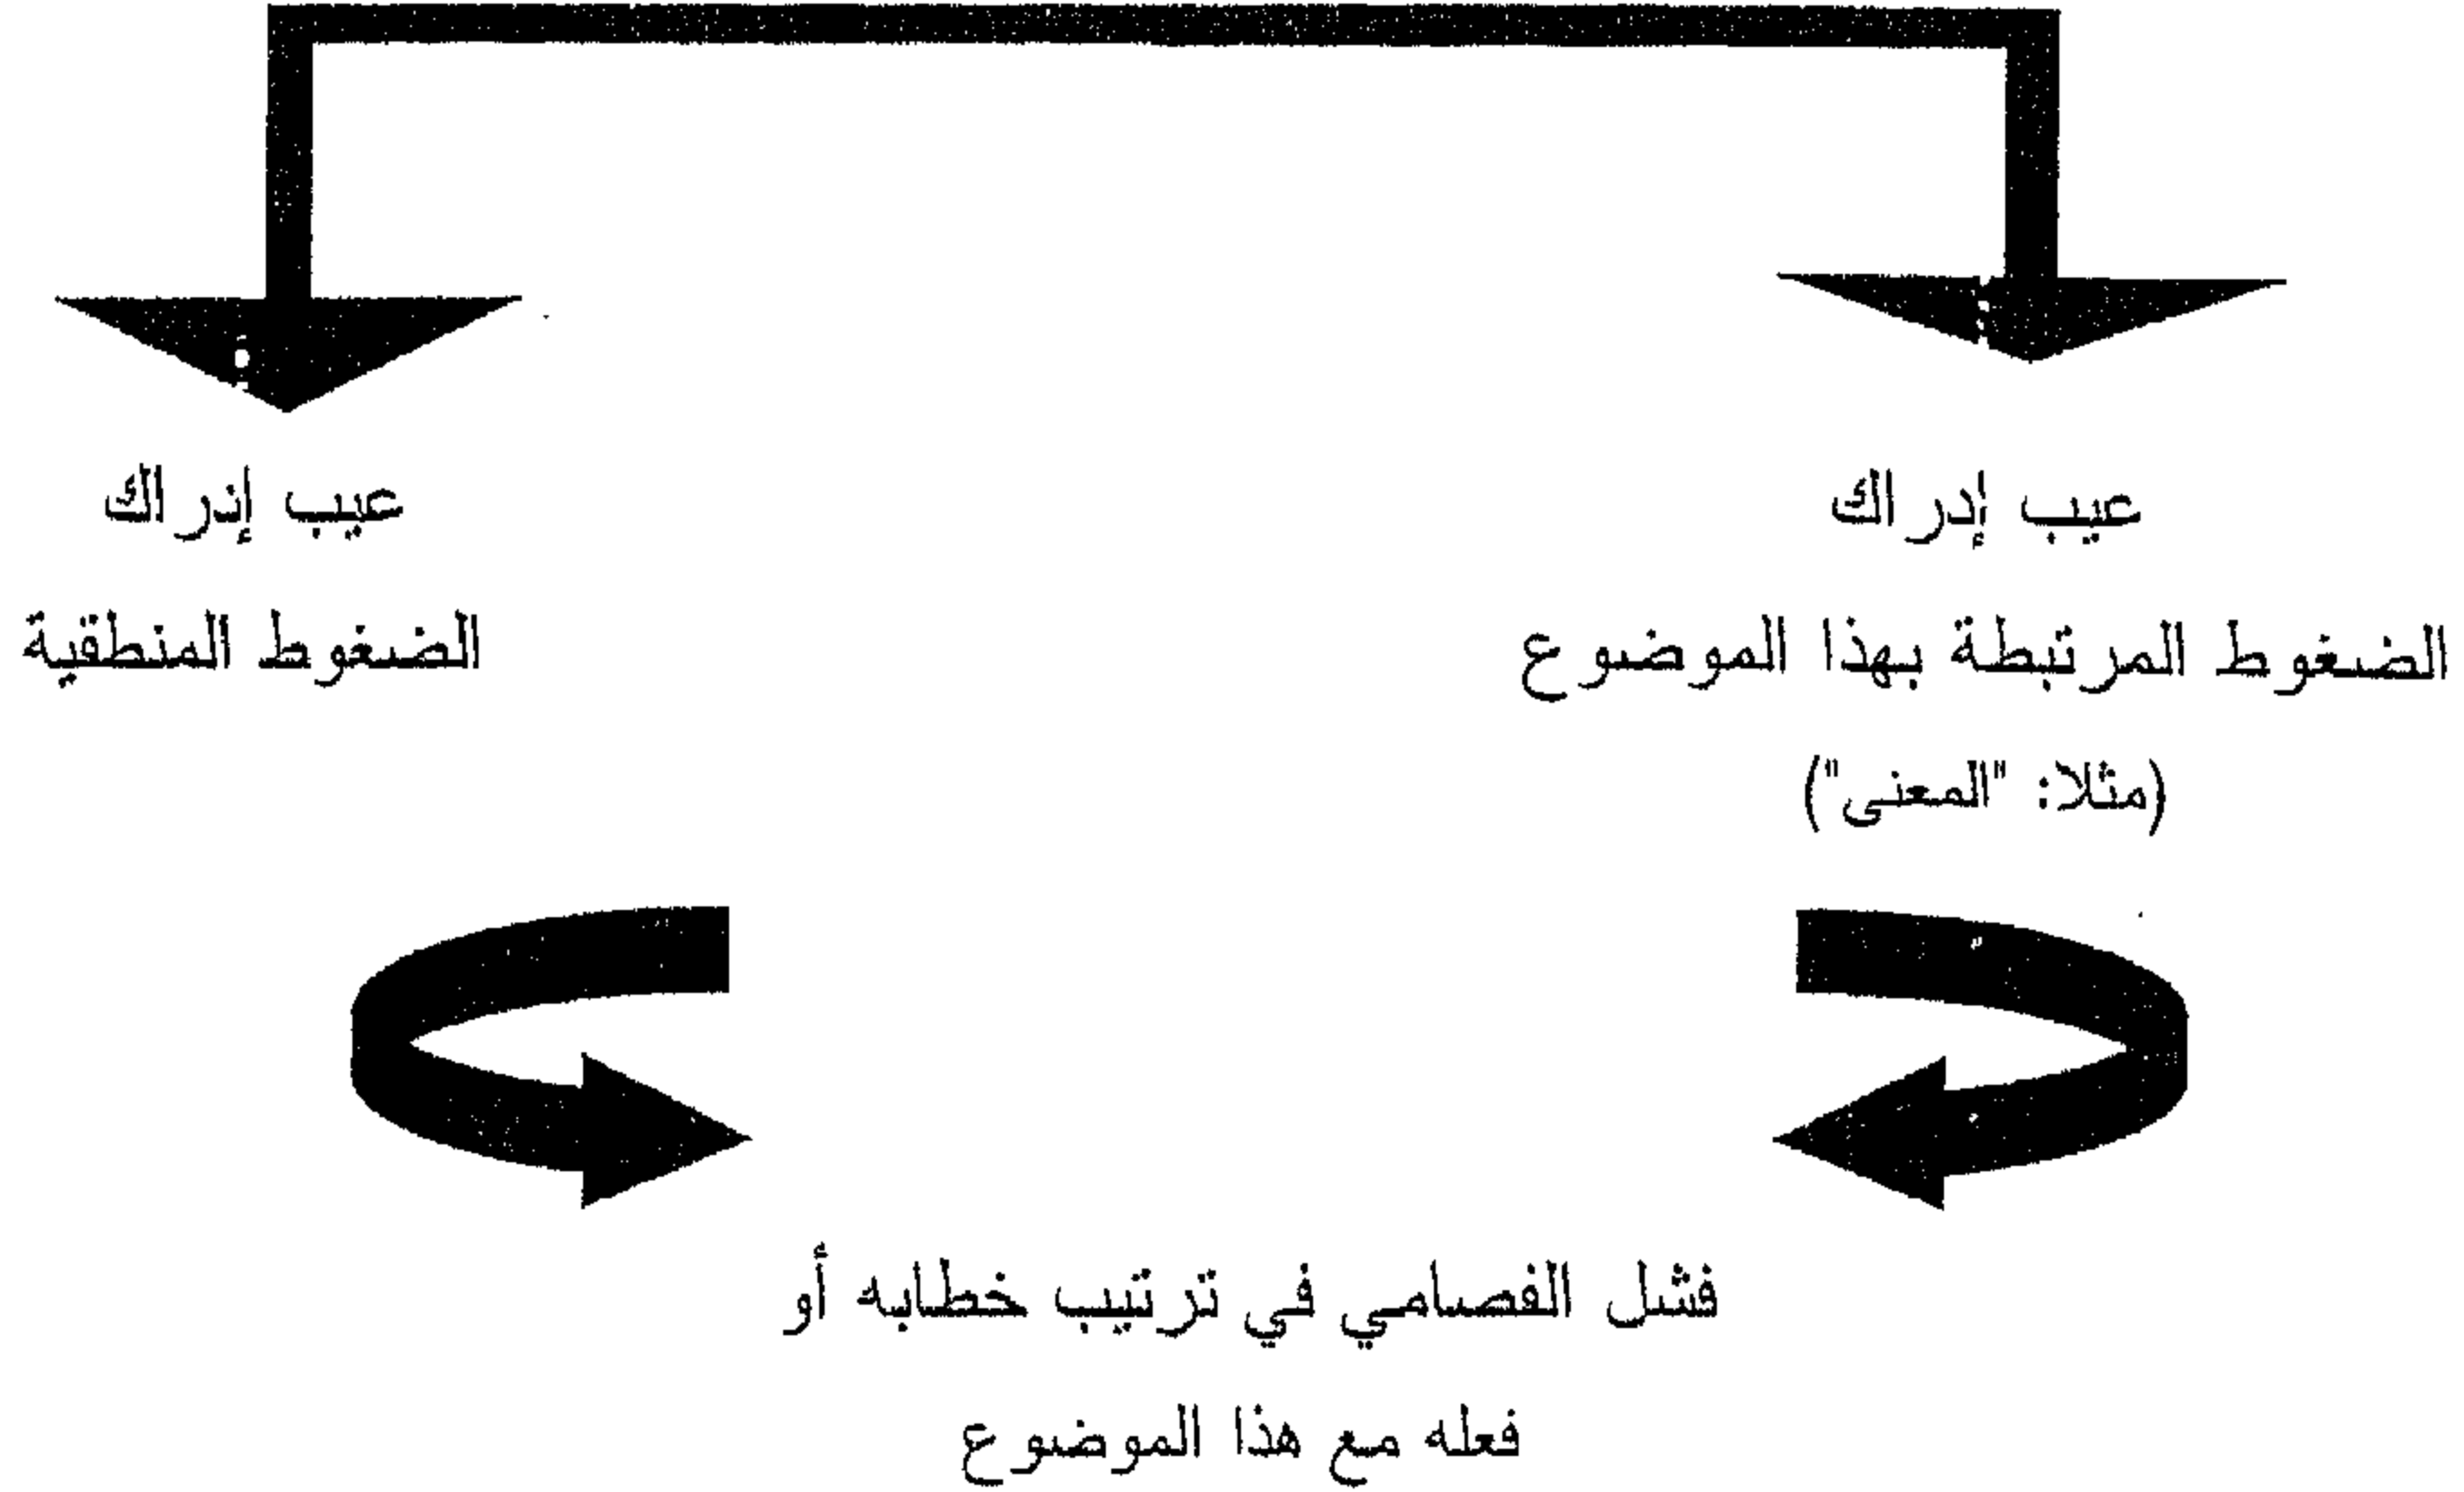 عيب إدراك
الضغوط المرتبطة بهذا الموضوع
(مثلا: "المعنى")
عيب إدراك
الضغوط المنطقية
فشل الفصامي في ترتيب خطابه أو
فعله مع هذا الموضوع